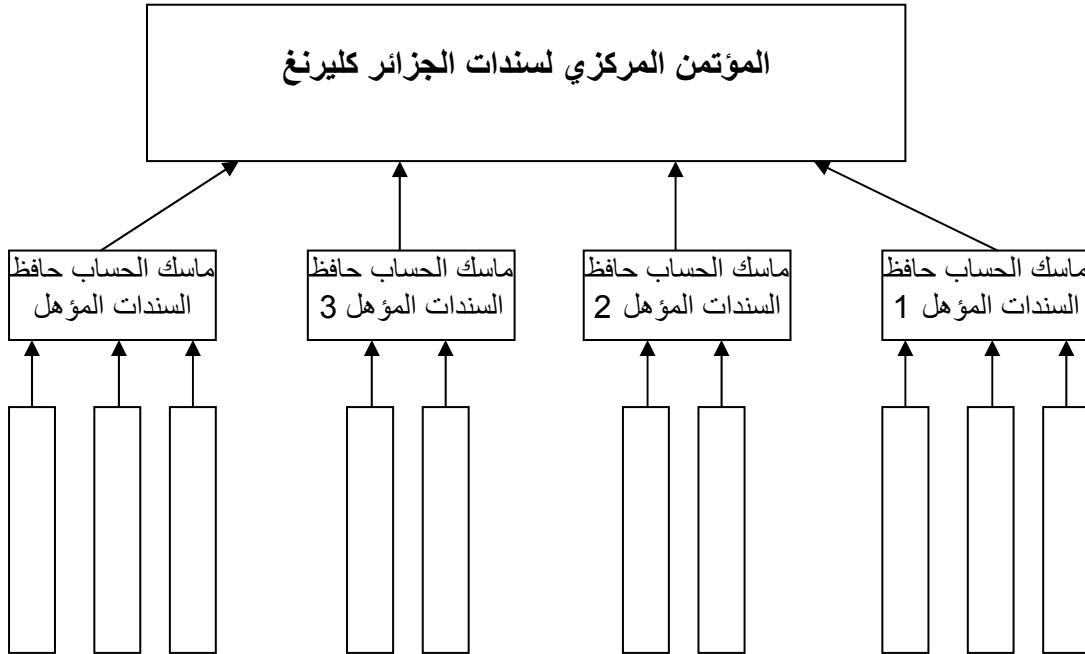 المؤتمن المركزي لسندات الجزائر كليرنغ
ماسك الحساب حافظ
السندات المؤهل 1
ماسك الحساب حافظ
السندات المؤهل 2
ماسك الحساب حافظ
السندات المؤهل 3
ماسك الحساب حافظ
السندات المؤهل